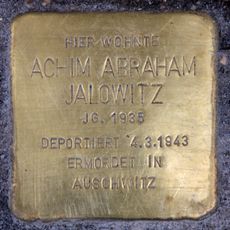 HIER WOHNTE
ACHIM ABRAHAM
JALOWITZ
JG. 1935
DEPORTIERT 4.3.1943
ERMORDET IN
AUSCHWITZ